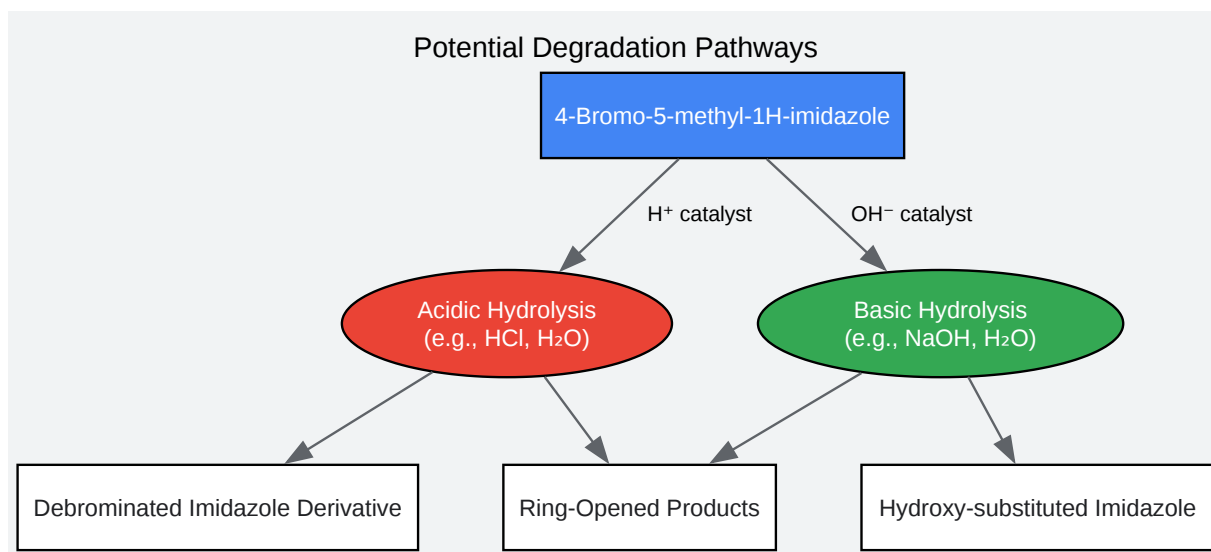 Potential Degradation Pathways
4-Bromo-5-methyl-1H-imidazole
H⁺ catalyst
OH⁻ catalyst
Acidic Hydrolysis
(e.g., HCl, H₂O)
Basic Hydrolysis
(e.g., NaOH, H₂O)
Debrominated Imidazole Derivative
Ring-Opened Products
Hydroxy-substituted Imidazole